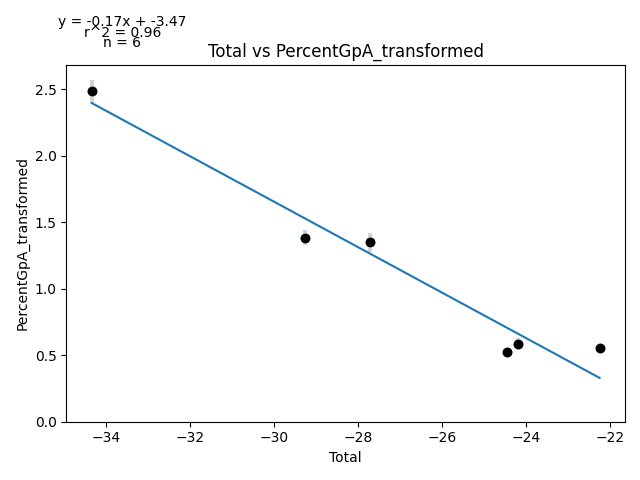 y = -0.17x + -3.47
r^2 = 0.96
n = 6
Total vs PercentGpA_transformed
PercentGpA_transformed
2.5
2.0
1.5
1.0
0.5
0.0
−34
−32
−30
−28
−26
−24
−22
Total